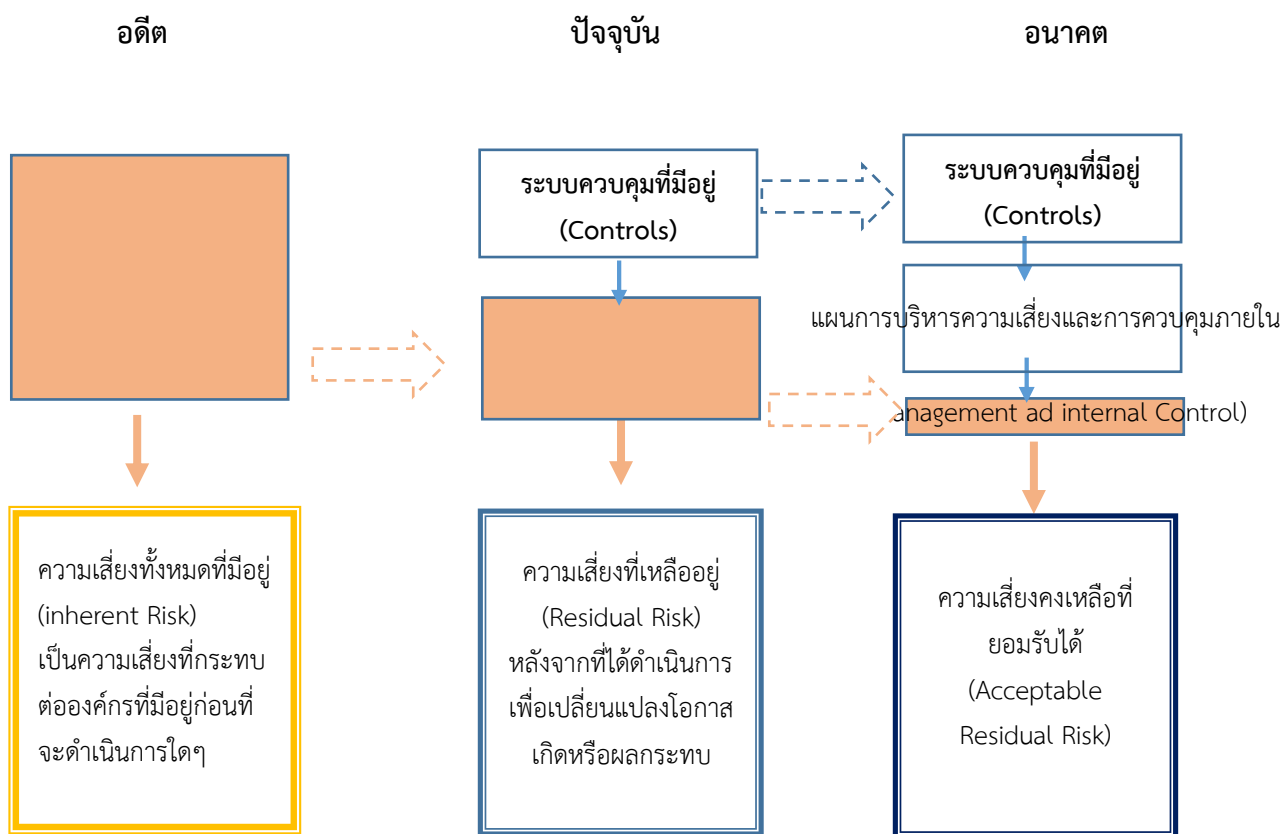 อดีต
ปัจจุบัน
อนาคต
ระบบควบคุมที่มีอยู่
(Controls)
ระบบควบคุมที่มีอยู่
(Controls)
แผนการบริหารความเสี่ยงและการควบคุมภายใน
anagement ad internal Control)
ความเสี่ยงทั้งหมดที่มีอยู่
(inherent Risk)
เป็นความเสี่ยงที่กระทบ
ต่อองค์กรที่มีอยู่ก่อนที่
จะดำเนินการใดๆ
ความเสี่ยงที่เหลืออยู่
(Residual Risk)
หลังจากที่ได้ดำเนินการ
เพื่อเปลี่ยนแปลงโอกาส
เกิดหรือผลกระทบ
ความเสี่ยงคงเหลือที่
ยอมรับได้
(Acceptable
Residual Risk)